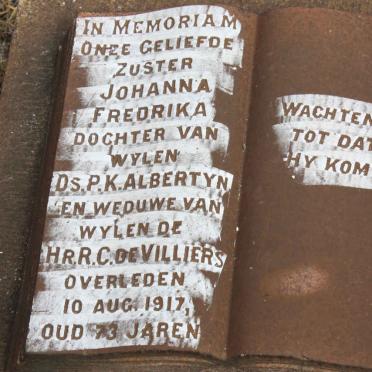 IN MEMORIAM
ONZE GELIEFDE
ZUSTER
JOHANNA
FREDRIKA
DOCHTER VAN
WYLEN
DS. P. K. ALBERTYN
EN WEDUWE VAN
WYLEN DE
HR. R. C. DE VILLIERS
OVERLEDEN
10 AUG. 1917,
OUD 73 JAREN
WACHTEN
TOT DAT
HY KOM